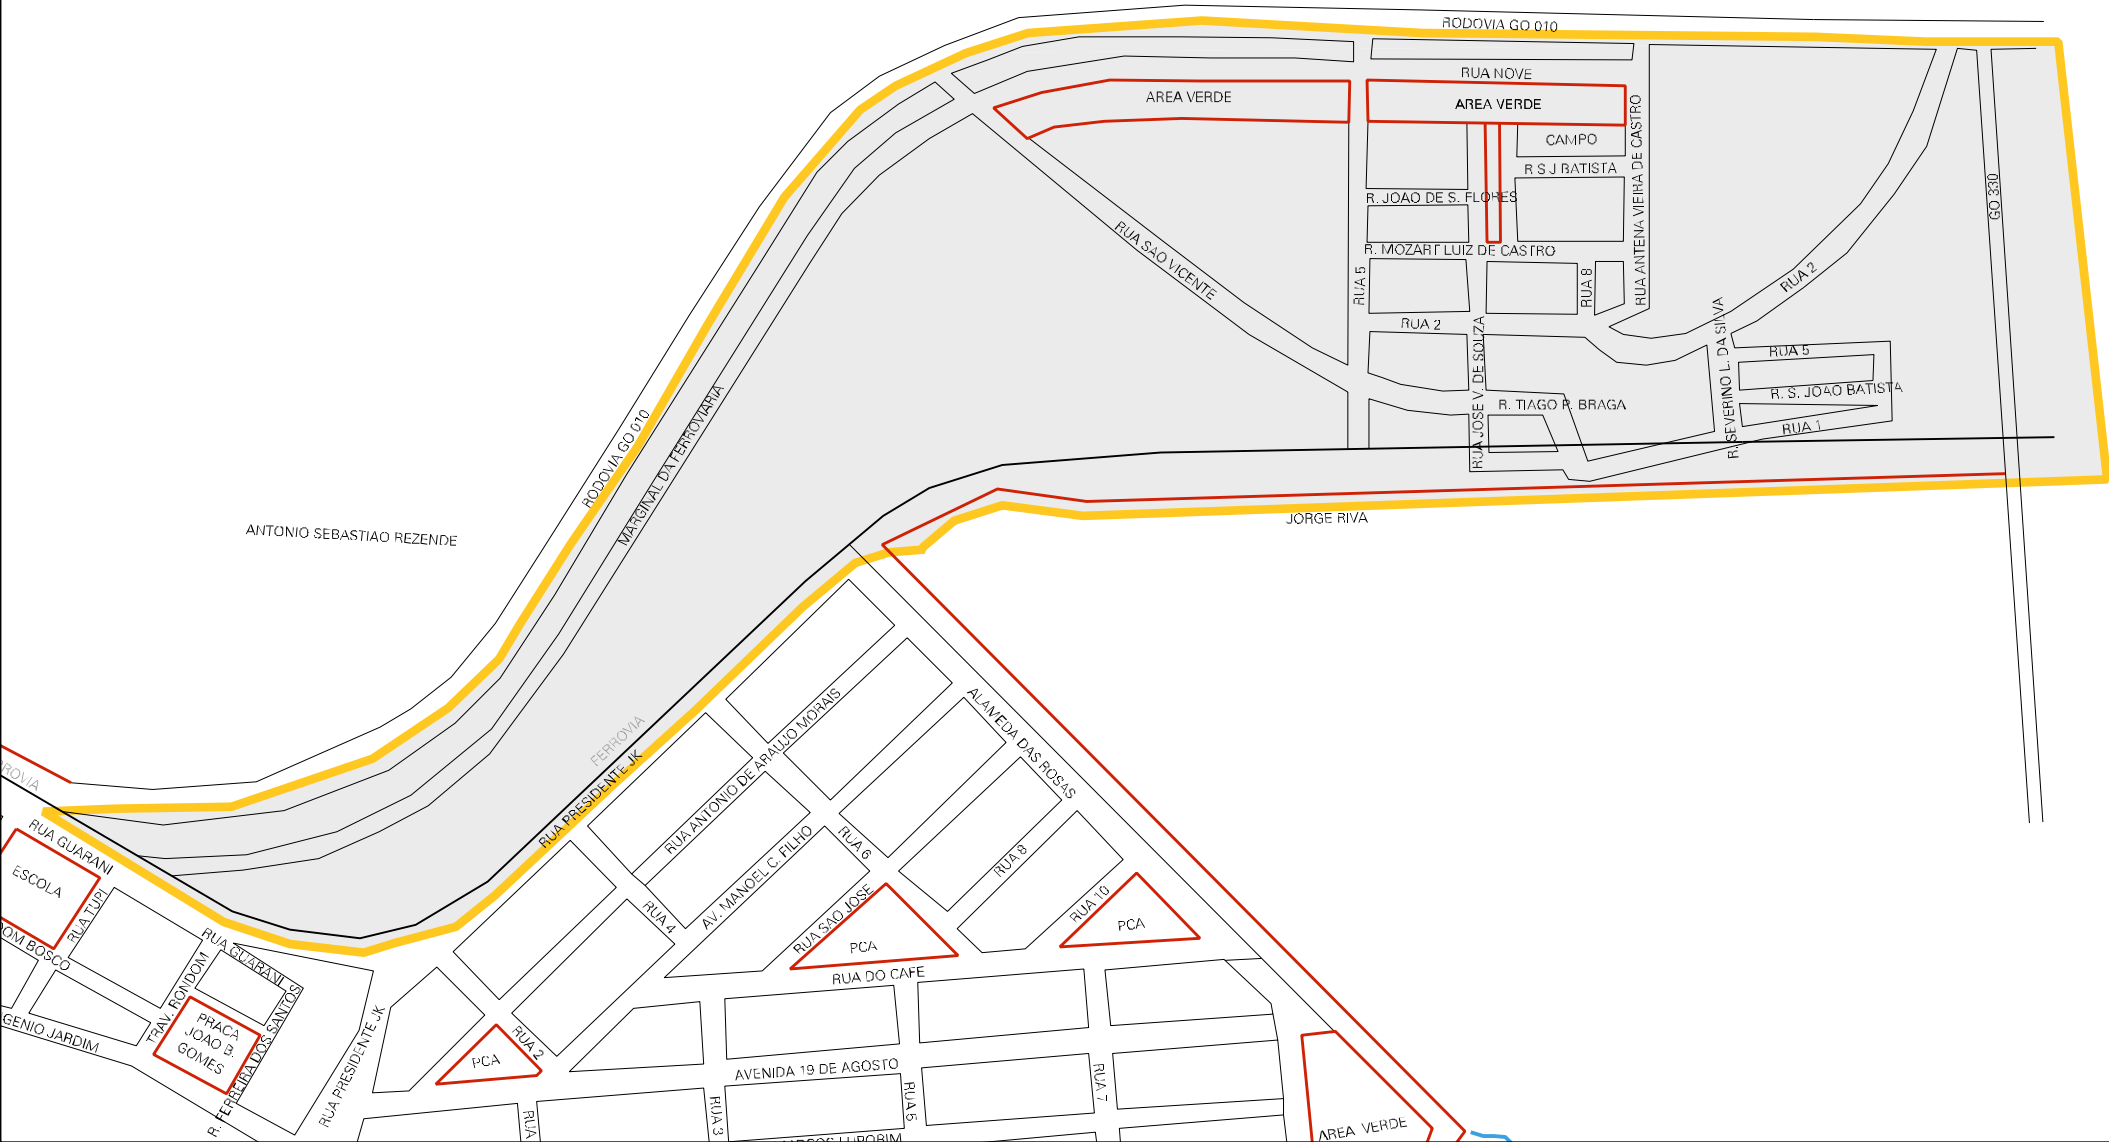 RODOVIA GO 010
RUA NOVE
AREA VERDE
AREA VERDE
CAMPO
R S J BATISTA
R. JOAO DE S. FLORES
R. MOZART LUIZ DE CASTRO
RUA ANTENA VIEIRA DE CASTRO
GO 330
RUA SAO VICENTE
RUA 5
RUA 8
RUA 2
RUA 2
RUA JOSE V. DE SOUZA
R. SEVERINO L. DA SILVA
RUA 5
R. S. JOAO BATISTA
R. TIAGO P. BRAGA
RUA 1
RODOVIA GO 010
MARGINAL DA FERROVIARIA
ANTONIO SEBASTIAO REZENDE
JORGE RIVA
FERROVIA
RUA PRESIDENTE JK
RUA ANTONIO DE ARAUJO MORAIS
ALAMEDA DAS ROSAS
AV. MANOEL C. FILHO
RUA 6
RUA 8
RUA 4
RUA SAO JOSE
RUA 10
PCA
PCA
RUA DO CAFE
ROVIA
RUA GUARANI
ESCOLA
RUA TUPI
DOM BOSCO
RUA GUARANI
TRAV. RONDOM
PRACA
JOAO B.
GOMES
R. FERREIRA DOS SANTOS
GENIO JARDIM
RUA PRESIDENTE JK
PCA
RUA 2
AVENIDA 19 DE AGOSTO
RUA
RUA 3
RUA 5
RUA 7
AREA VERDE